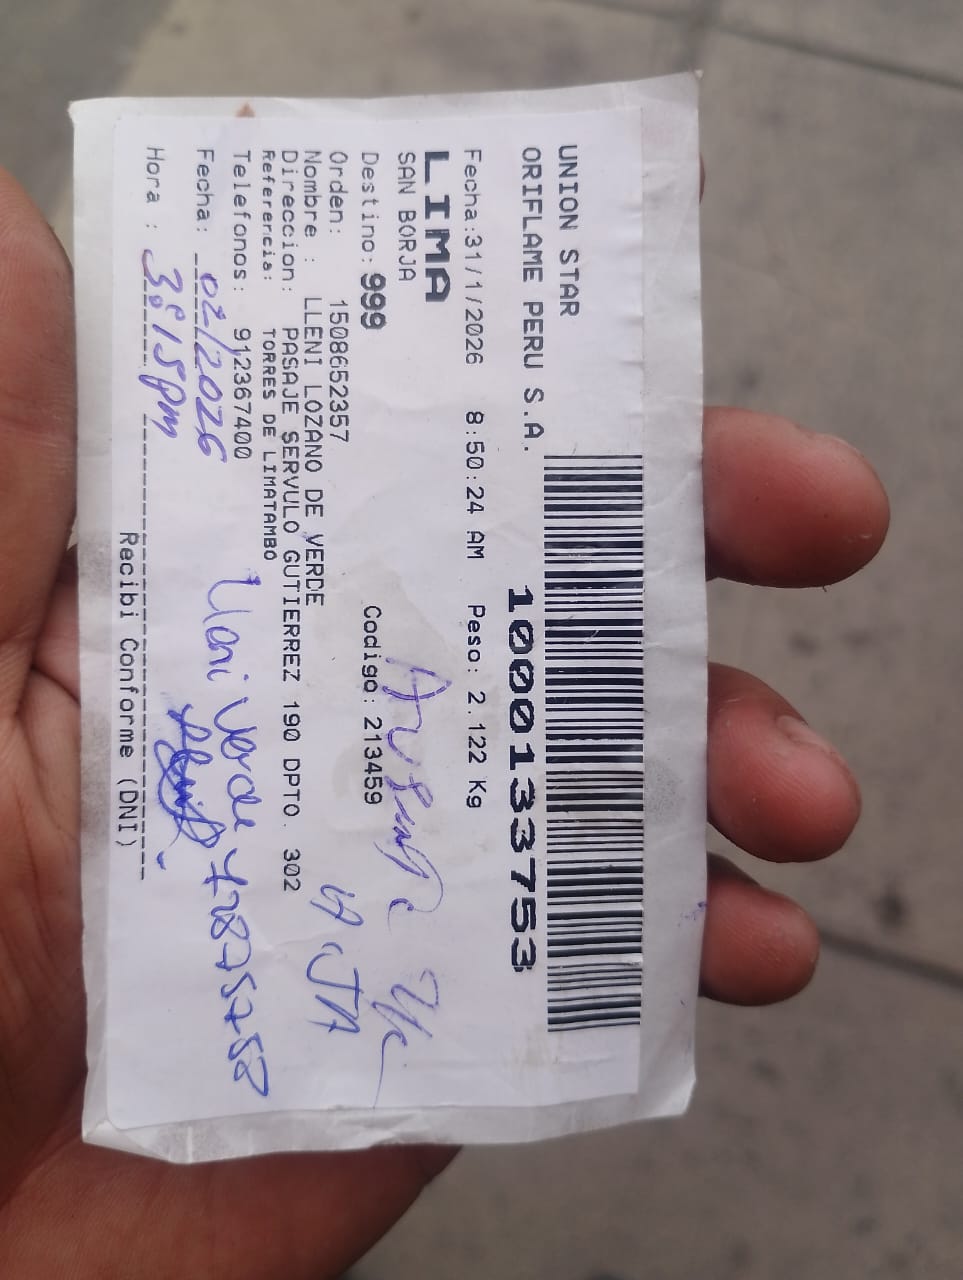 UNION STAR
ORIFLAME PERU S.A.
1000133753
Fecha:31/1/2026 8:50:24 AM Peso: 2.122 Kg
LIMA
SAN BORJA
Destino: 999 Codigo: 213459
Orden: 1508652357
Nombre : LLENI LOZANO DE VERDE
Direccion: PASAJE SERVULO GUTIERREZ 190 DPTO. 302
Referencia: TORRES DE LIMATAMBO
Telefonos: 912367400
Fecha: 02/2026
Hora : 3:15pm
Verde
Recibi Conforme (DNI)